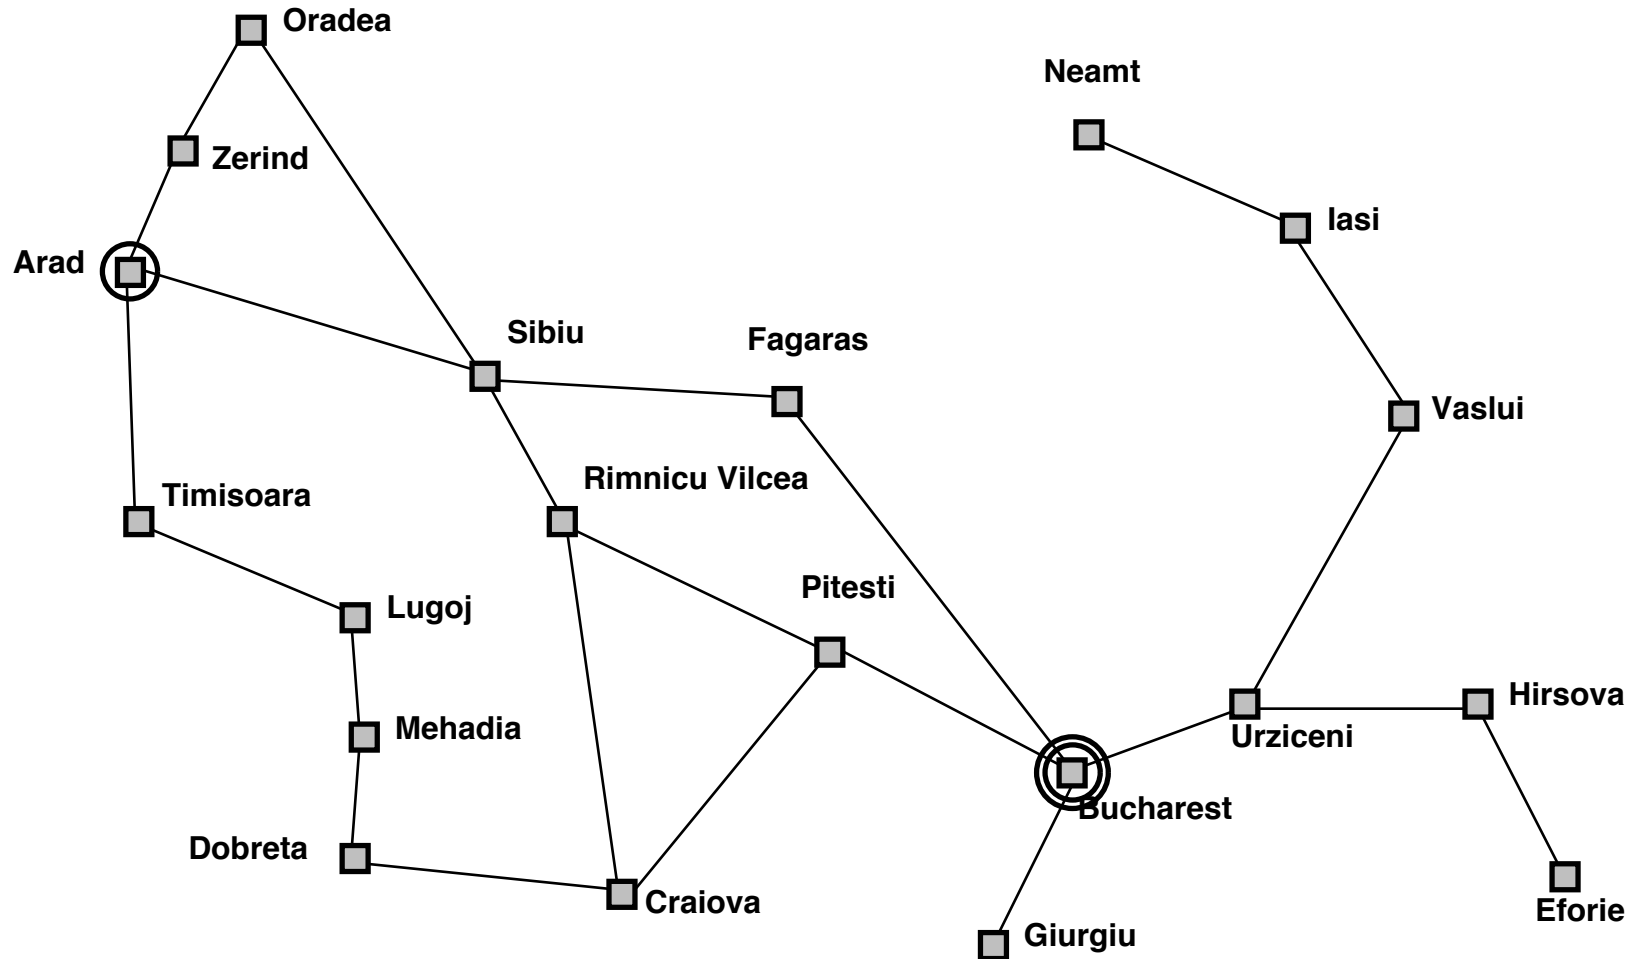 Oradea
Neamt
Zerind
Iasi
Arad
Sibiu
Fagaras
Vaslui
Rimnicu Vilcea
Timisoara
Pitesti
Lugoj
Hirsova
Mehadia
Urziceni
Bucharest
Dobreta
Craiova
Eforie
Giurgiu